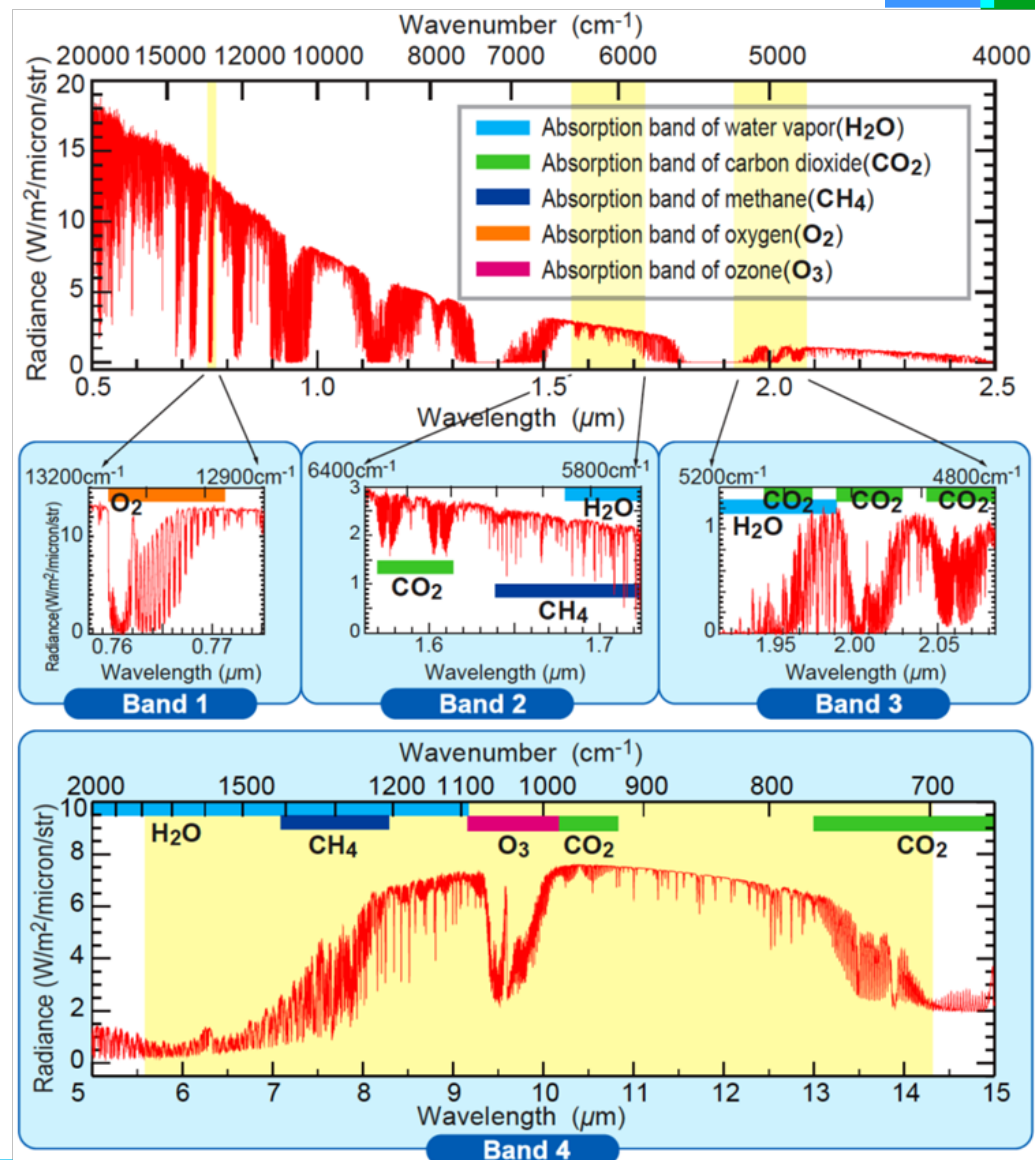 Wavenumber (cm-1)
20000 15000 12000 10000 8000 7000 6000 5000 4000
Radiance (W/m2/micron/str)
20
15
10
5
0
Absorption band of water vapor(H2O)
Absorption band of carbon dioxide(CO2)
Absorption band of methane(CH4)
Absorption band of oxygen(O2)
Absorption band of ozone(O3)
0.5 1.0 1.5 2.0 2.5
Wavelength (μm)
13200cm-1 12900cm-1
O2
Radiance(W/m2/micron/str)
10
0
0.76 0.77
Wavelength (μm)
Band 1
6400cm-1 5800cm-1
3
H2O
2
CO2
1
CH4
0
1.6 1.7
Wavelength (μm)
Band 2
5200cm-1 4800cm-1
CO2 CO2 CO2
H2O
1
0
1.95 2.00 2.05
Wavelength (μm)
Band 3
Wavenumber (cm-1)
2000 1500 1200 1100 1000 900 800 700
Radiance (W/m2/micron/str)
10
H2O CH4 O3 CO2 CO2
8
6
4
2
0
5 6 7 8 9 10 11 12 13 14 15
Wavelength (μm)
Band 4